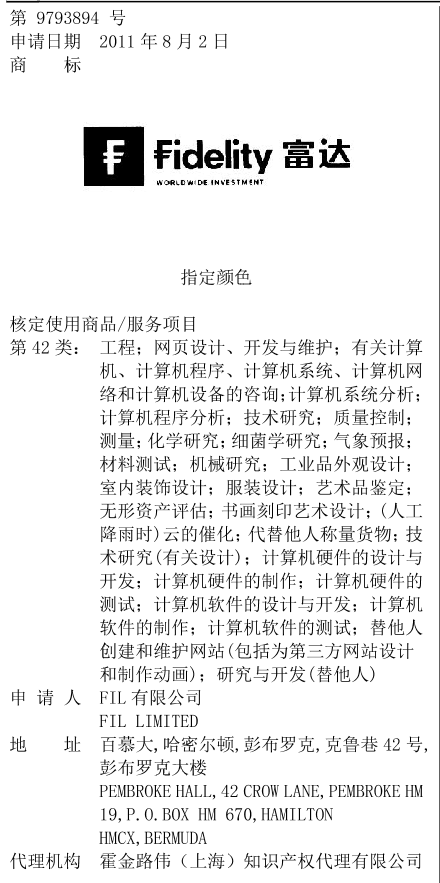 第 9793894 号
申请日期 2011 年 8 月 2 日
商 标
F Fidelity 富达
WORLDWIDE INVESTMENT
指定颜色
核定使用商品/服务项目
第 42 类： 工程；网页设计、开发与维护；有关计算
机、计算机程序、计算机系统、计算机网
络和计算机设备的咨询；计算机系统分析；
计算机程序分析；技术研究；质量控制；
测量；化学研究；细菌学研究；气象预报；
材料测试；机械研究；工业品外观设计；
室内装饰设计；服装设计；艺术品鉴定；
无形资产评估；书画刻印艺术设计；(人工
降雨时)云的催化；代替他人称量货物；技
术研究(有关设计)；计算机硬件的设计与
开发；计算机硬件的制作；计算机硬件的
测试；计算机软件的设计与开发；计算机
软件的制作；计算机软件的测试；替他人
创建和维护网站(包括为第三方网站设计
和制作动画)；研究与开发(替他人)
申 请 人 FIL 有限公司
FIL LIMITED
地 址 百慕大,哈密尔顿,彭布罗克,克鲁巷 42 号,
彭布罗克大楼
PEMBROKE HALL,42 CROW LANE,PEMBROKE HM
19,P.O.BOX HM 670,HAMILTON
HMCX,BERMUDA
代理机构 霍金路伟（上海）知识产权代理有限公司